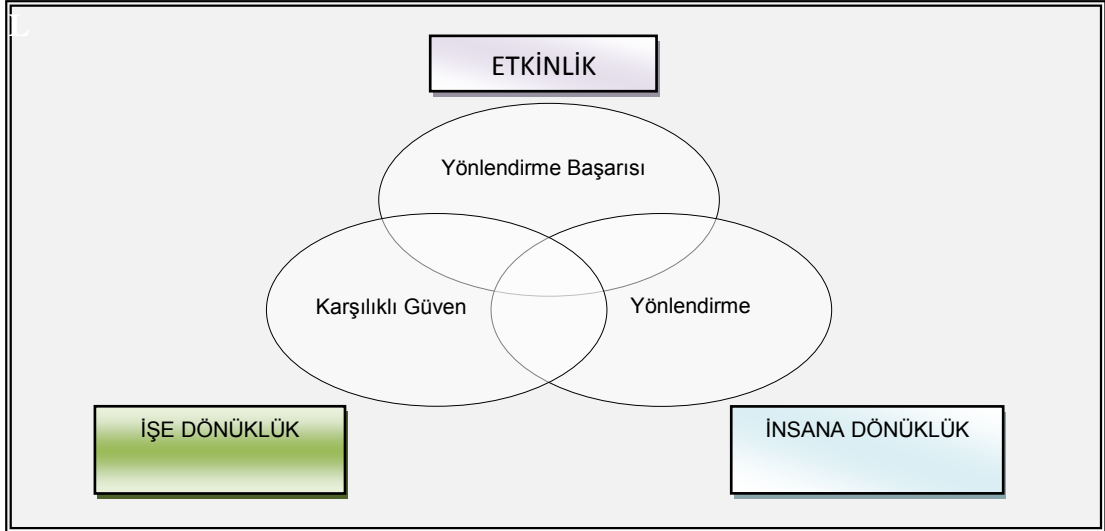 L
ETKİNLİK
Yönlendirme Başarısı
Karşılıklı Güven
Yönlendirme
İŞE DÖNÜKLÜK
İNSANA DÖNÜKLÜK